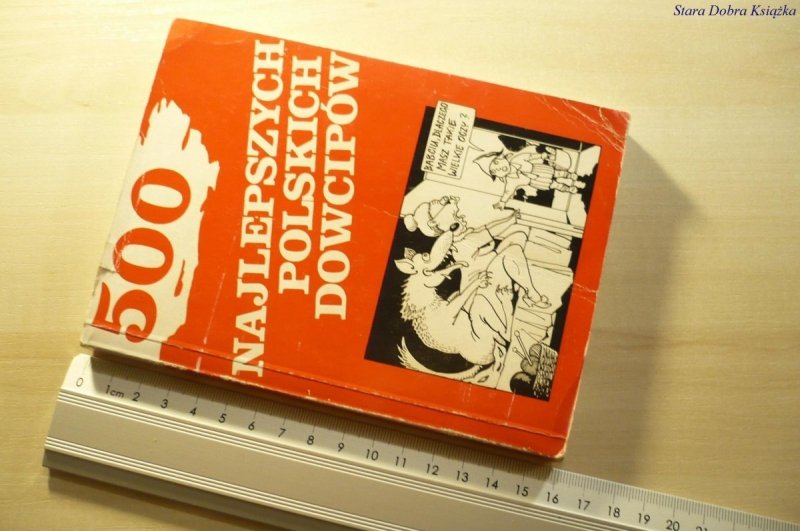 Stara Dobra Książka
500
NAJLEPSZYCH
POLSKICH
DOWCIPÓW
BABCIU, DLACZEGO
MASZ TAKIE
WIELKIE OCZY?
0 1cm 2 3 4 5 6 7 8 9 10 11 12 13 14 15 16 17 18 19 20 21